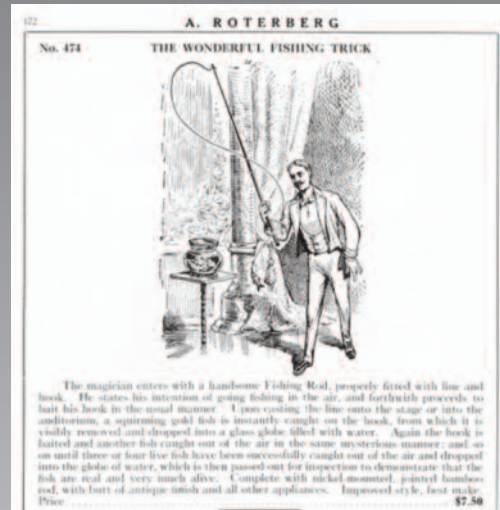 172
A. ROTERBERG
No. 474 THE WONDERFUL FISHING TRICK
The magician enters with a handsome Fishing Rod, properly fitted with line and
hook. He states his intention of going fishing in the air, and forthwith proceeds to
bait his hook in the usual manner. Upon casting the line onto the stage or into the
auditorium, a squirming gold fish is instantly caught on the hook, from which it is
visibly removed and dropped into a glass globe filled with water. Again the hook is
baited and another fish caught out of the air in the same mysterious manner; and so
on until three or four live fish have been successfully caught out of the air and dropped
into the globe of water, which is then passed out for inspection to demonstrate that the
fish are real and very much alive. Complete with nickel-mounted, jointed bamboo
rod, with butt of antique finish and all other appliances. Improved style, best make.
Price $7.50